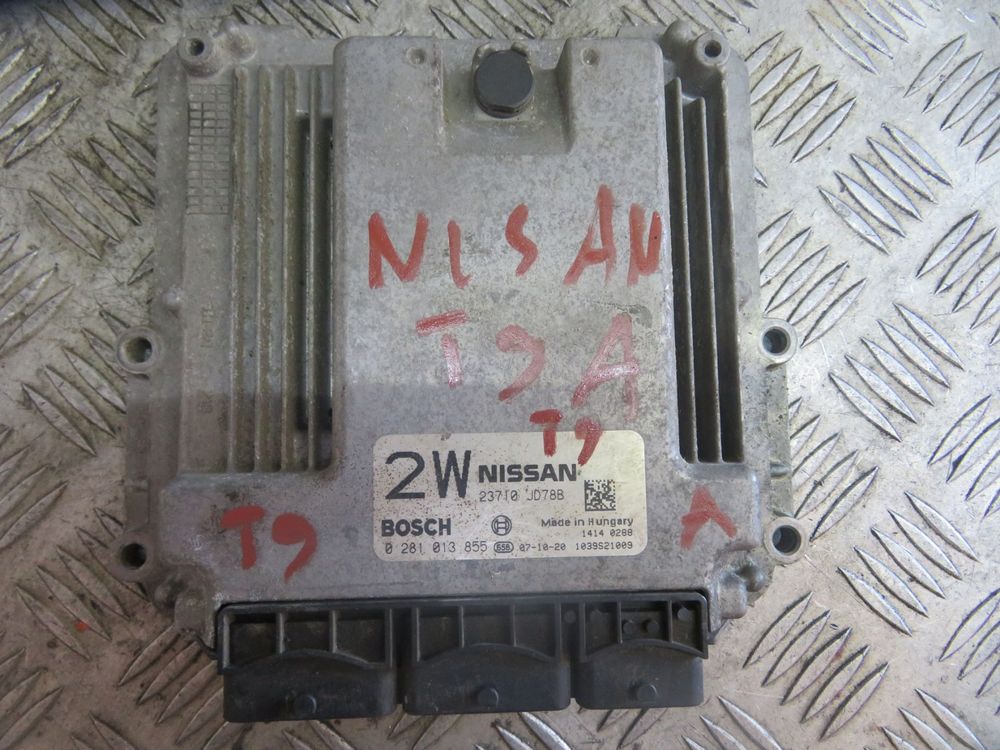 NISAN
T9A
T9
2W NISSAN
23710 JD78B
BOSCH Made in Hungary
1414 0288
0 281 013 855 656 07-10-20 1039S21009
T9 A